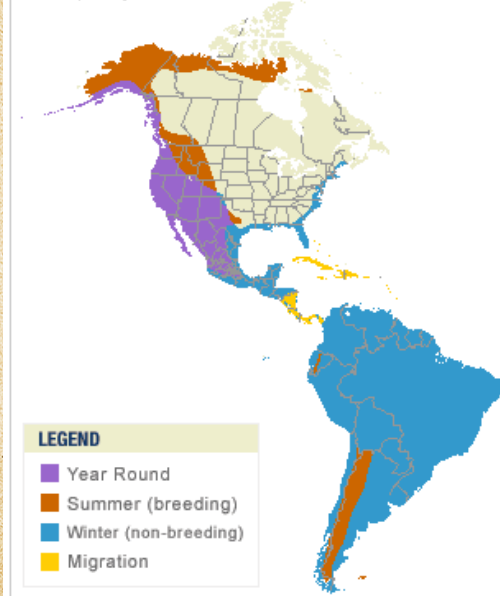 LEGEND
Year Round
Summer (breeding)
Winter (non-breeding)
Migration